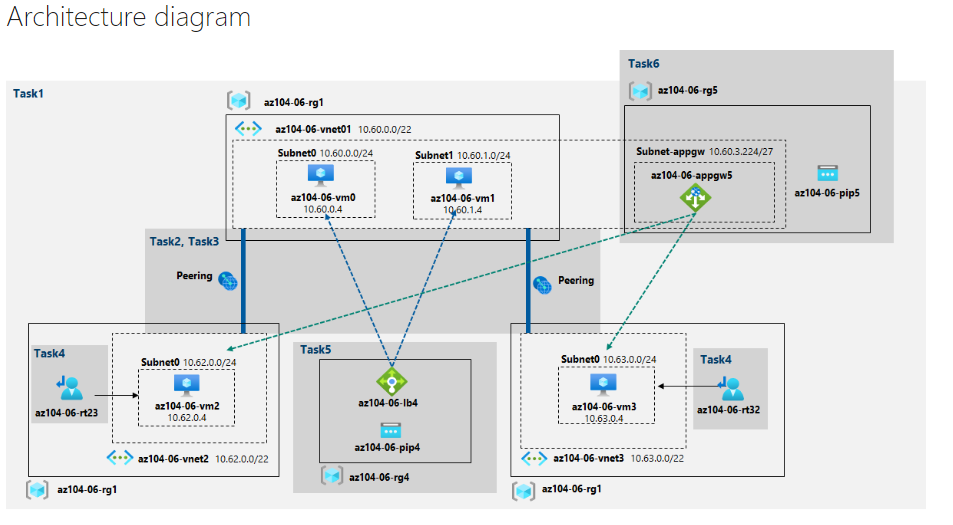 Architecture diagram
Task1
Task6
az104-06-rg5
az104-06-rg1
az104-06-vnet01 10.60.0.0/22
Subnet0 10.60.0.0/24
az104-06-vm0
10.60.0.4
Subnet1 10.60.1.0/24
az104-06-vm1
10.60.1.4
Subnet-appgw 10.60.3.224/27
az104-06-appgw5
az104-06-pip5
Task2, Task3
Peering
Peering
Task4
az104-06-rt23
Subnet0 10.62.0.0/24
az104-06-vm2
10.62.0.4
az104-06-vnet2 10.62.0.0/22
az104-06-rg1
Task5
az104-06-lb4
az104-06-pip4
az104-06-rg4
Subnet0 10.63.0.0/24
az104-06-vm3
10.63.0.4
Task4
az104-06-rt32
az104-06-vnet3 10.63.0.0/22
az104-06-rg1